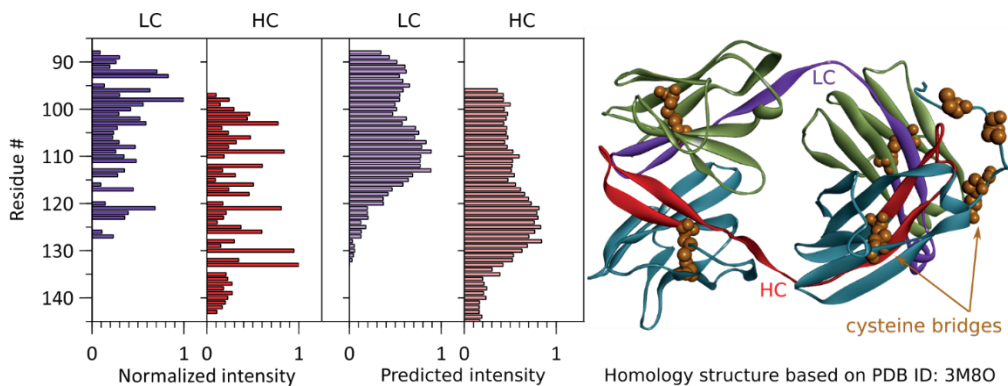 LC HC LC HC
Residue #
90
100
110
120
130
140
0 1 0 1 0 1 0 1
Normalized intensity Predicted intensity
LC
HC
cysteine bridges
Homology structure based on PDB ID: 3M8O